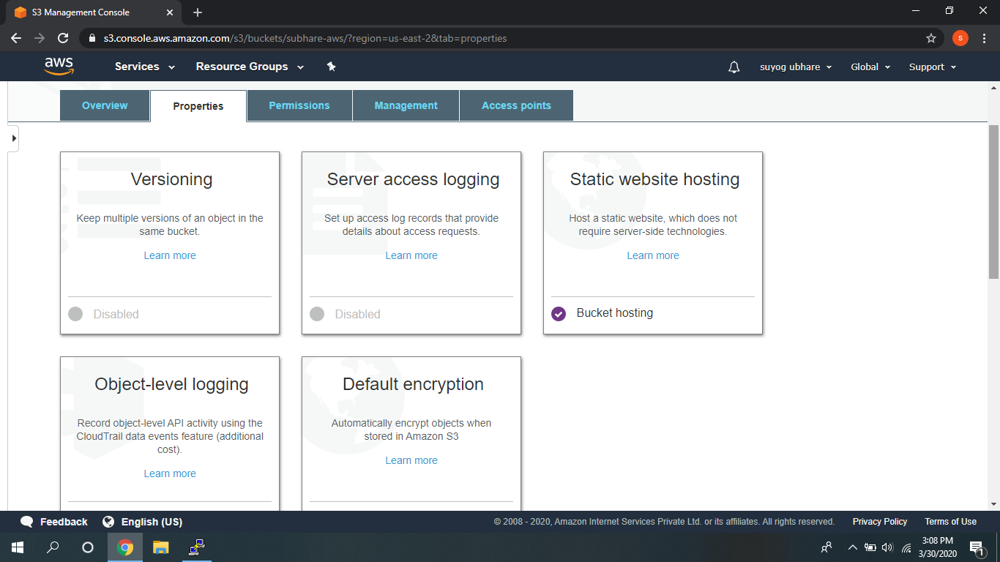 S3 Management Console
s3.console.aws.amazon.com/s3/buckets/subhare-aws/?region=us-east-2&tab=properties
S
aws
Services
Resource Groups
suyog ubhare
Global
Support
Overview
Properties
Permissions
Management
Access points
Versioning
Keep multiple versions of an object in the
same bucket.
Learn more
Disabled
Server access logging
Set up access log records that provide
details about access requests.
Learn more
Disabled
Static website hosting
Host a static website, which does not
require server-side technologies.
Learn more
Bucket hosting
Object-level logging
Record object-level API activity using the
CloudTrail data events feature (additional
cost).
Learn more
Default encryption
Automatically encrypt objects when
stored in Amazon S3
Learn more
Feedback
English (US)
© 2008 - 2020, Amazon Internet Services Private Ltd. or its affiliates. All rights reserved.
Privacy Policy
Terms of Use
3:08 PM
3/30/2020
1